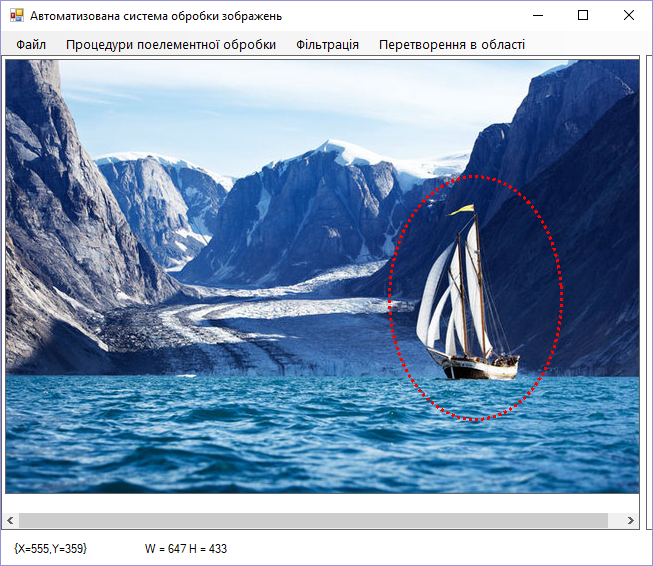 Автоматизована система обробки зображень
Файл Процедури поелементної обробки Фільтрація Перетворення в області
{X=555,Y=359} W = 647 H = 433